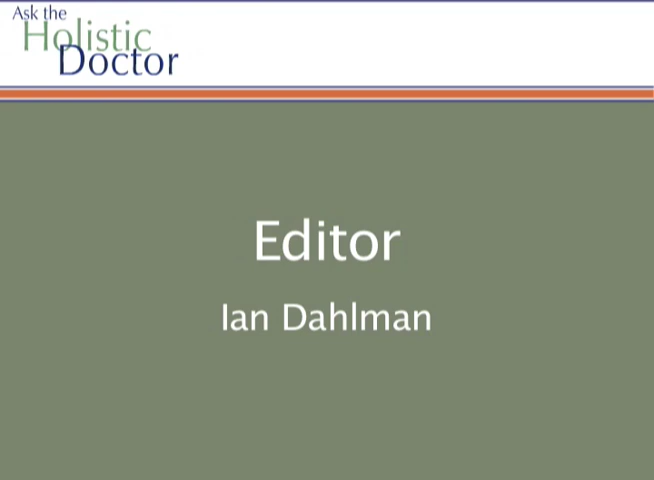 Ask the
Holistic
Doctor
Editor
Ian Dahlman